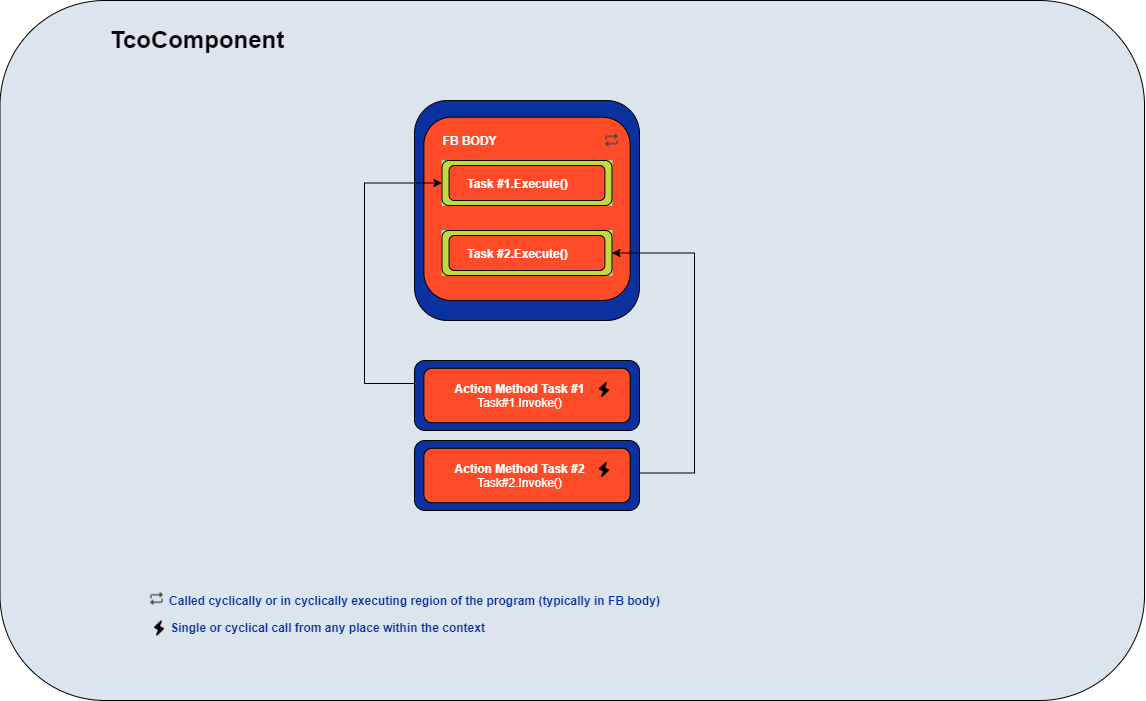 TcoComponent
FB BODY
Task #1.Execute()
Task #2.Execute()
Action Method Task #1
Task#1.Invoke()
Action Method Task #2
Task#2.Invoke()
Called cyclically or in cyclically executing region of the program (typically in FB body)
Single or cyclical call from any place within the context